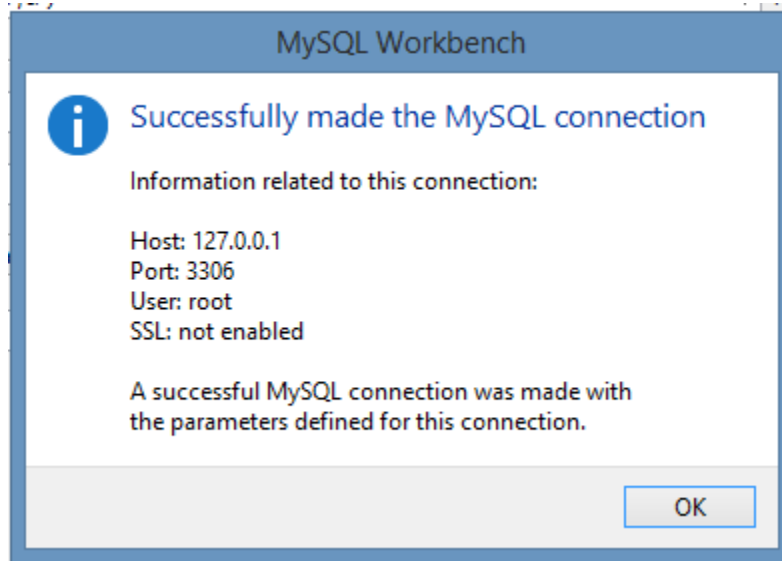 MySQL Workbench
Successfully made the MySQL connection
Information related to this connection:
Host: 127.0.0.1
Port: 3306
User: root
SSL: not enabled
A successful MySQL connection was made with
the parameters defined for this connection.
OK